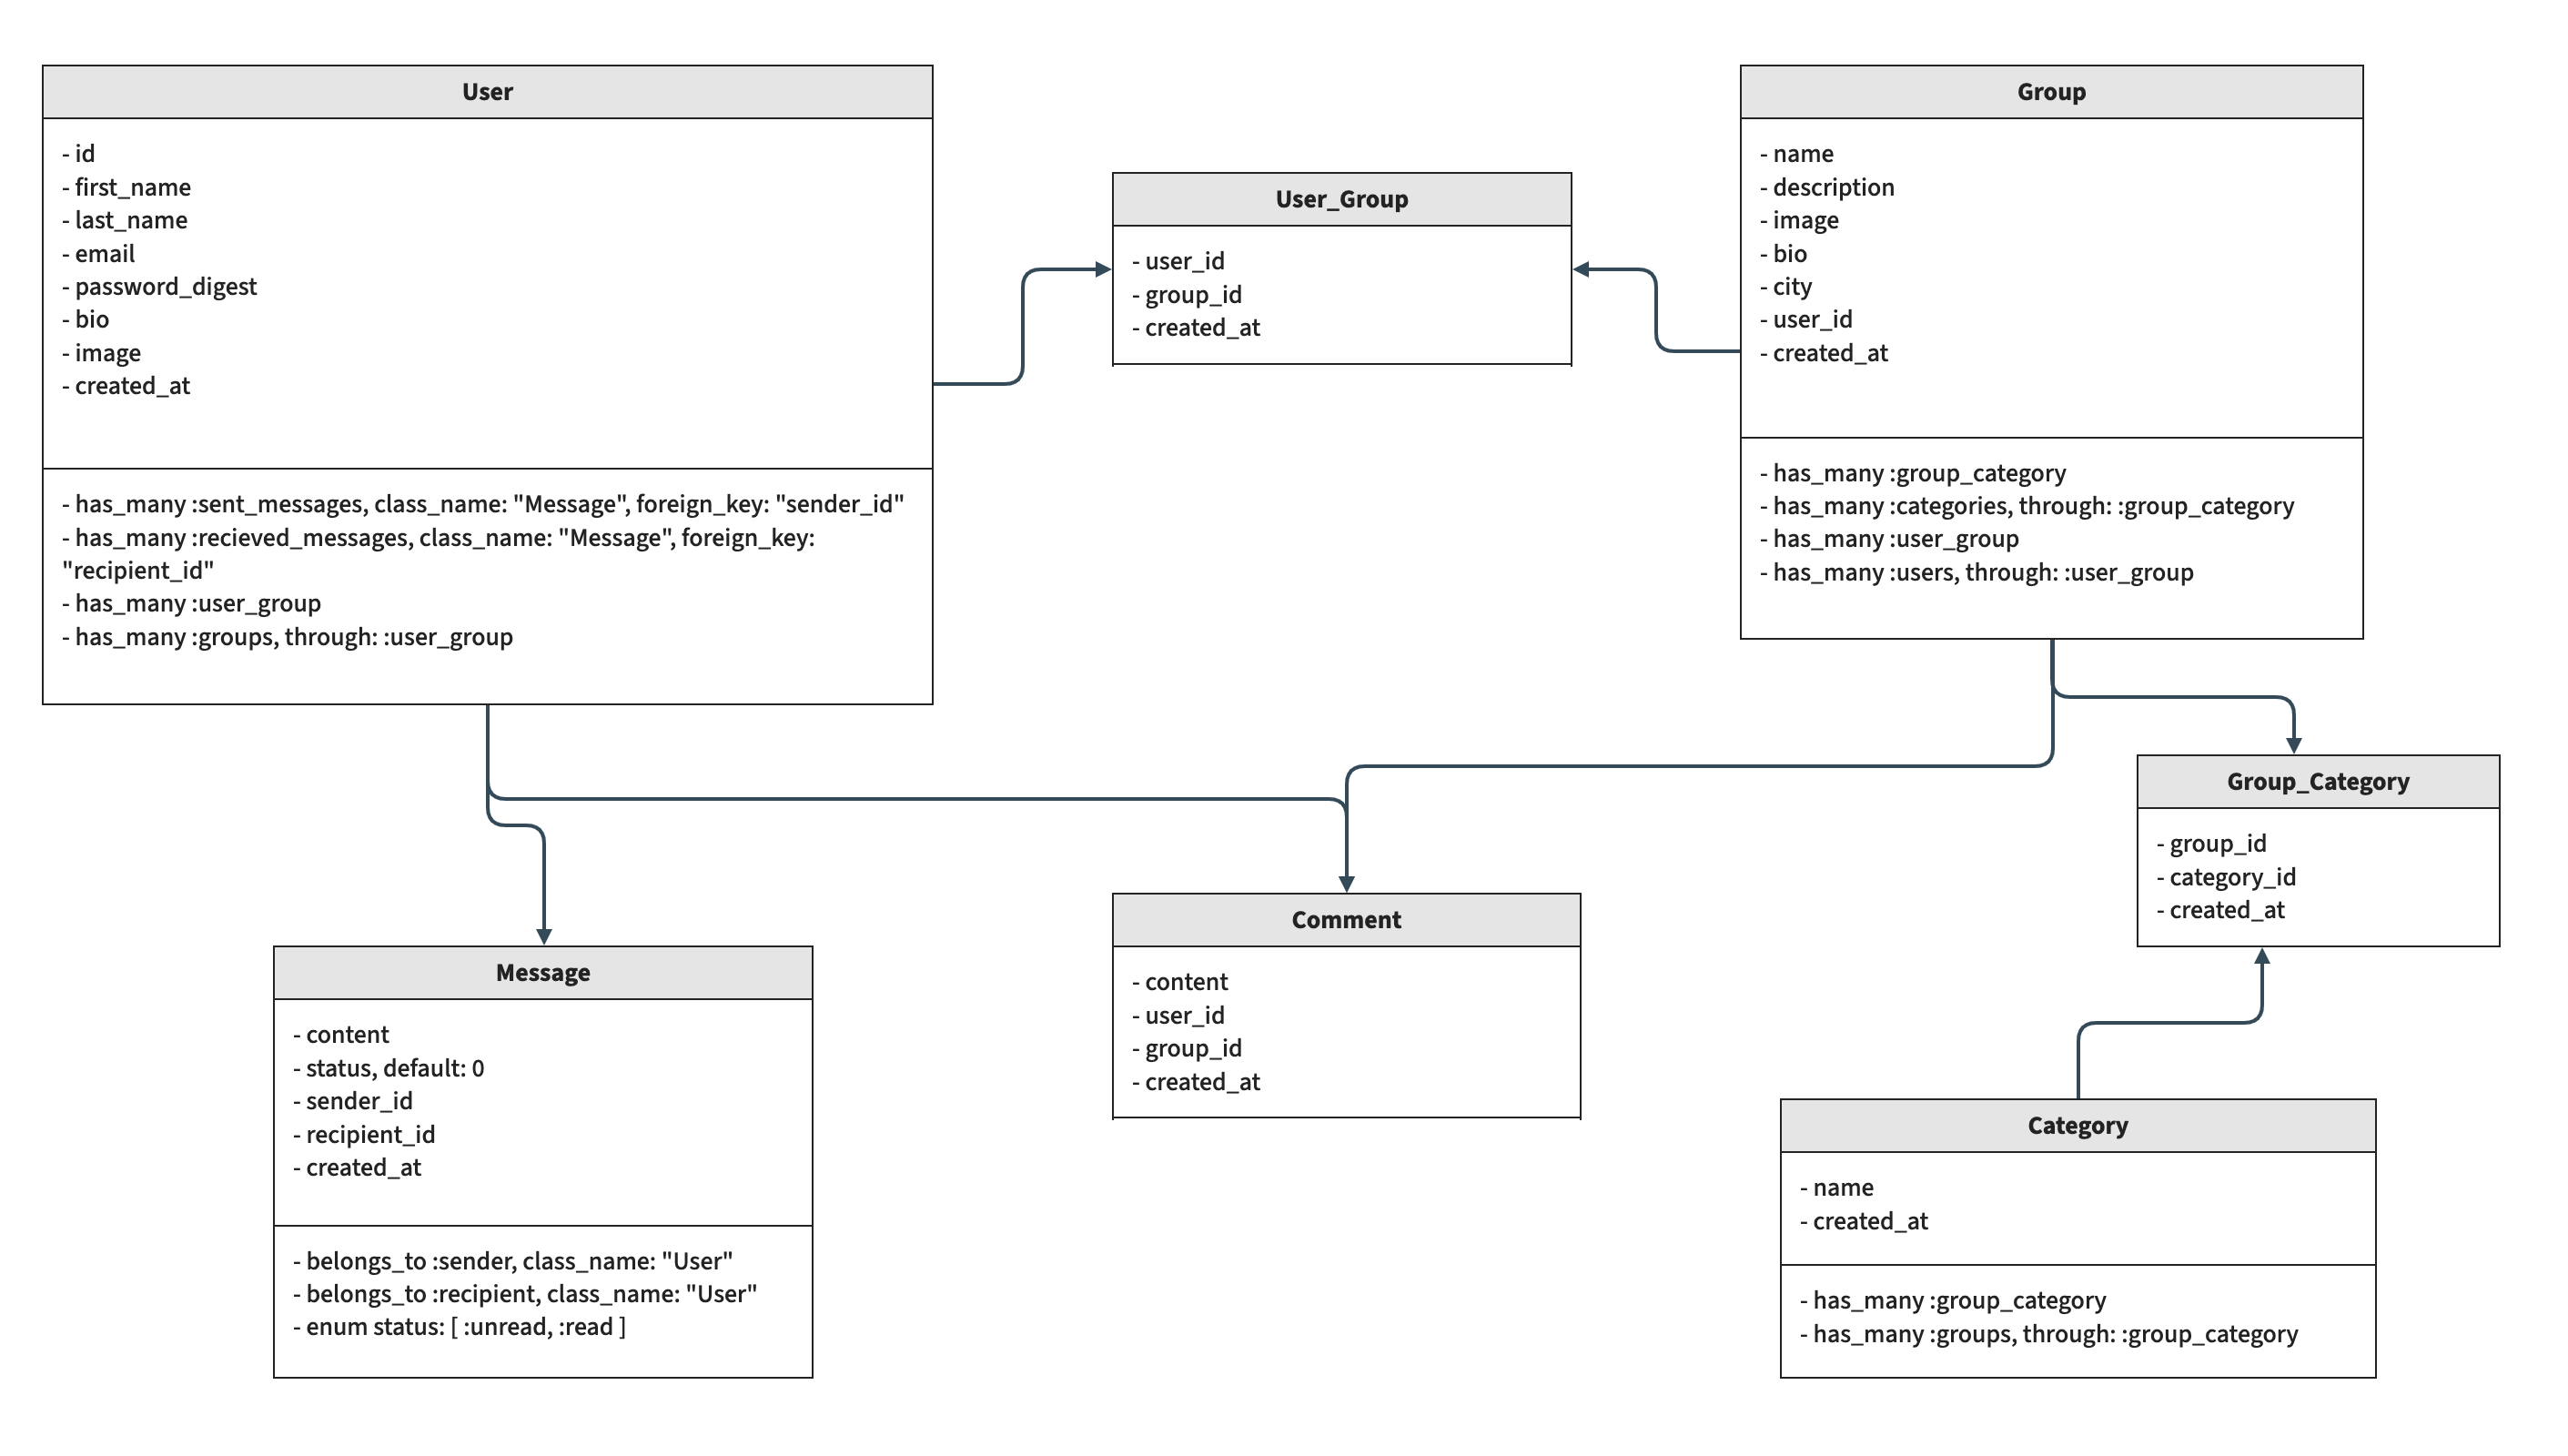 User
- id
- first_name
- last_name
- email
- password_digest
- bio
- image
- created_at
- has_many :sent_messages, class_name: "Message", foreign_key: "sender_id"
- has_many :recieved_messages, class_name: "Message", foreign_key:
"recipient_id"
- has_many :user_group
- has_many :groups, through: :user_group
User_Group
- user_id
- group_id
- created_at
Group
- name
- description
- image
- bio
- city
- user_id
- created_at
- has_many :group_category
- has_many :categories, through: :group_category
- has_many :user_group
- has_many :users, through: :user_group
Message
- content
- status, default: 0
- sender_id
- recipient_id
- created_at
- belongs_to :sender, class_name: "User"
- belongs_to :recipient, class_name: "User"
- enum status: [ :unread, :read ]
Comment
- content
- user_id
- group_id
- created_at
Group_Category
- group_id
- category_id
- created_at
Category
- name
- created_at
- has_many :group_category
- has_many :groups, through: :group_category